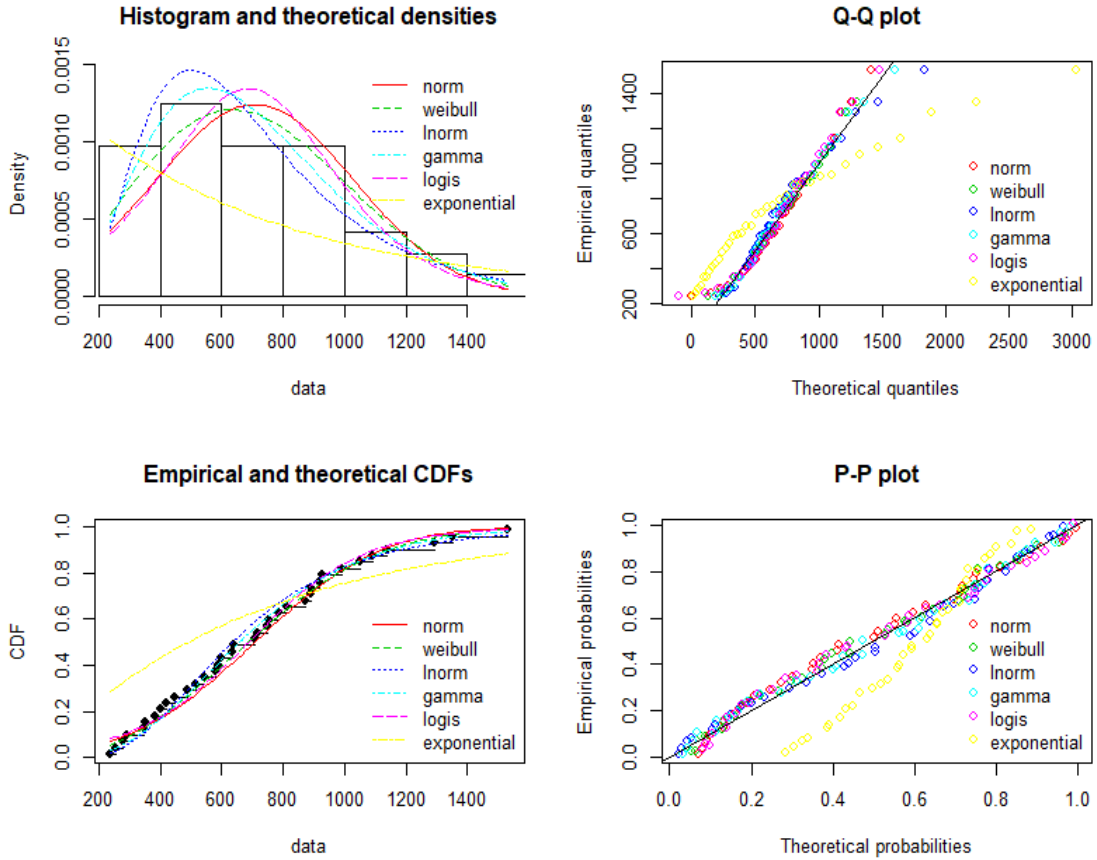 Histogram and theoretical densities
Density
0.0000
0.0005
0.0010
0.0015
200 400 600 800 1000 1200 1400
data
norm
weibull
lnorm
gamma
logis
exponential
Q-Q plot
Empirical quantiles
200
600
1000
1400
0 500 1000 1500 2000 2500 3000
Theoretical quantiles
norm
weibull
lnorm
gamma
logis
exponential
Empirical and theoretical CDFs
CDF
0.0
0.2
0.4
0.6
0.8
1.0
200 400 600 800 1000 1200 1400
data
norm
weibull
lnorm
gamma
logis
exponential
P-P plot
Empirical probabilities
0.0
0.2
0.4
0.6
0.8
1.0
0.0 0.2 0.4 0.6 0.8 1.0
Theoretical probabilities
norm
weibull
lnorm
gamma
logis
exponential